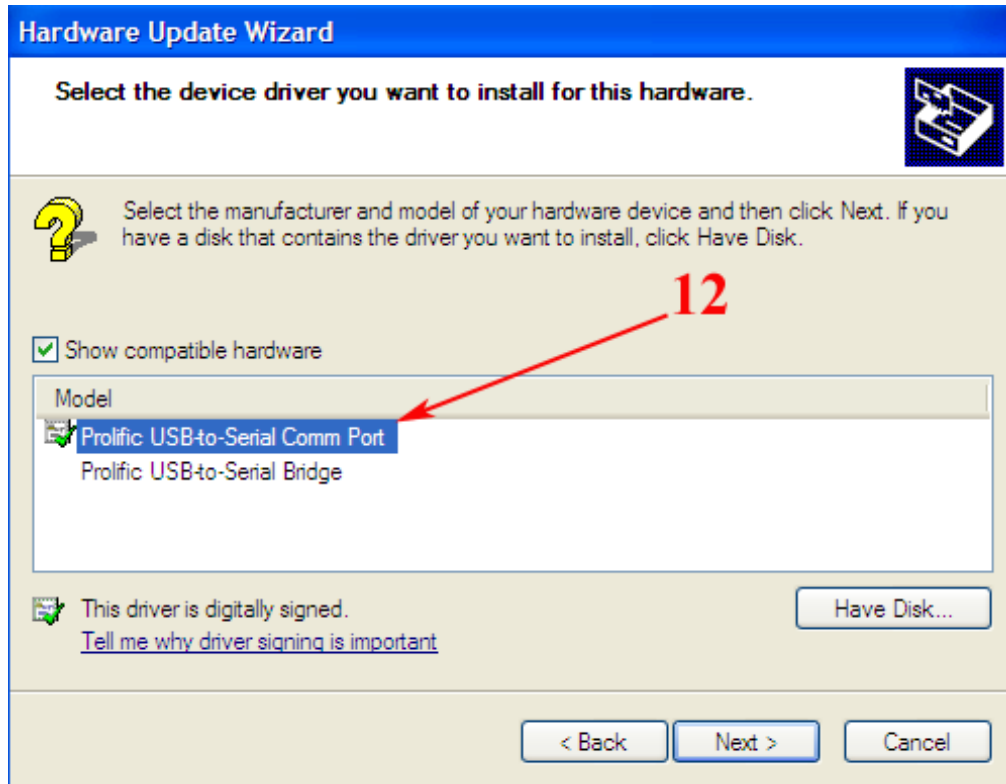 Hardware Update Wizard
Select the device driver you want to install for this hardware.
Select the manufacturer and model of your hardware device and then click Next. If you
have a disk that contains the driver you want to install, click Have Disk.
12
Show compatible hardware
Model
Prolific USB-to-Serial Comm Port
Prolific USB-to-Serial Bridge
This driver is digitally signed.
Have Disk...
Tell me why driver signing is important
< Back Next > Cancel